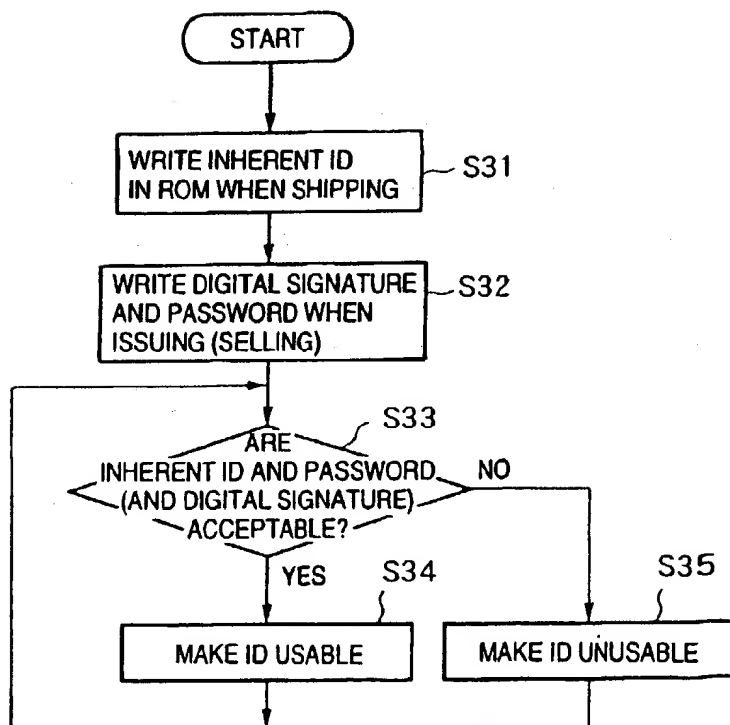 START
WRITE INHERENT ID
IN ROM WHEN SHIPPING
S31
WRITE DIGITAL SIGNATURE
AND PASSWORD WHEN
ISSUING (SELLING)
S32
S33
ARE
INHERENT ID AND PASSWORD
(AND DIGITAL SIGNATURE)
ACCEPTABLE?
NO
YES
S34
S35
MAKE ID USABLE
MAKE ID UNUSABLE